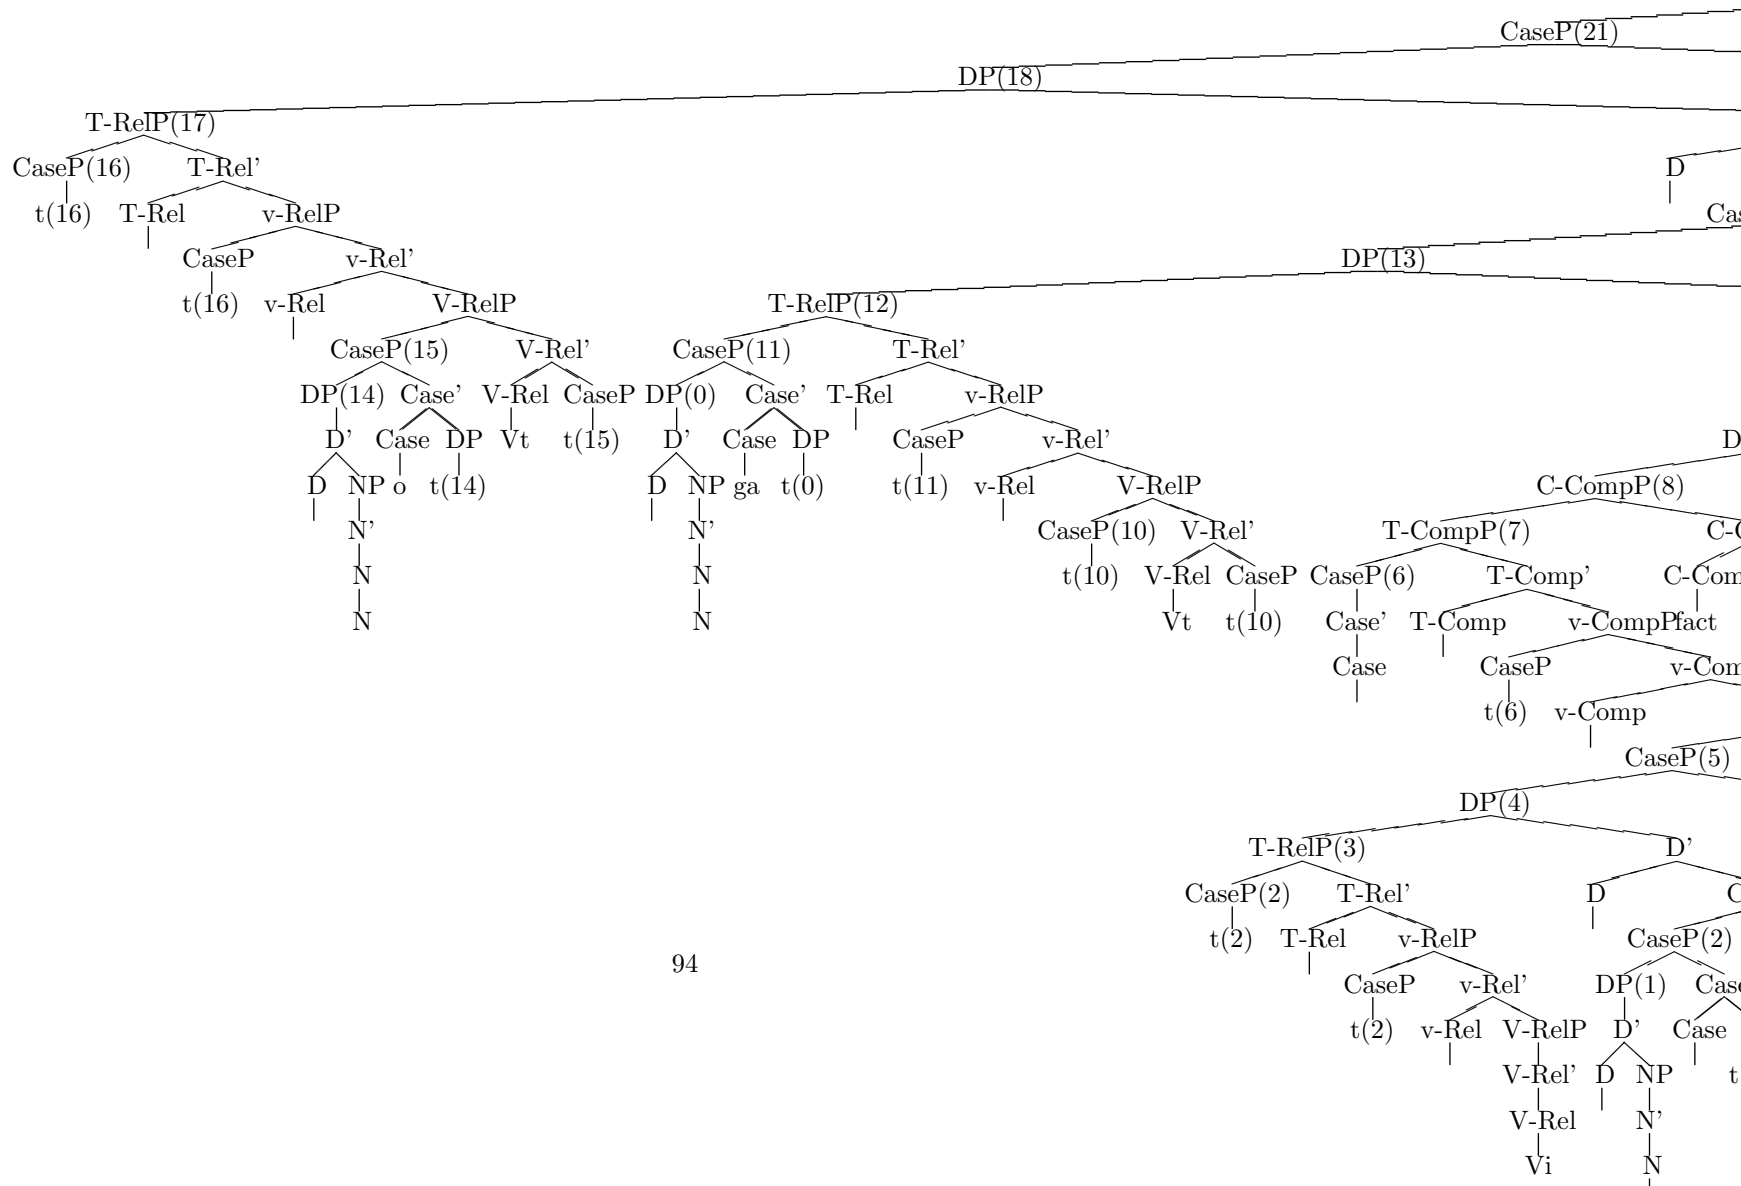 CaseP(21)
DP(18)
T-RelP(17)
CaseP(16) T-Rel' D
t(16) T-Rel v-RelP Cas
CaseP v-Rel' DP(13)
t(16) v-Rel V-RelP T-RelP(12)
CaseP(15) V-Rel' CaseP(11) T-Rel'
DP(14) Case' V-Rel CaseP DP(0) Case' T-Rel v-RelP
D' Case DP Vt t(15) D' Case DP CaseP v-Rel' D
D NP o t(14) D NP ga t(0) t(11) v-Rel V-RelP C-CompP(8)
N' N' CaseP(10) V-Rel' T-CompP(7) C-C
N N t(10) V-Rel CaseP CaseP(6) T-Comp' C-Com
N N Vt t(10) Case' T-Comp v-CompP fact
Case CaseP v-Com
t(6) v-Comp
CaseP(5)
DP(4)
T-RelP(3) D'
CaseP(2) T-Rel' D C
t(2) T-Rel v-RelP CaseP(2)
94
CaseP v-Rel' DP(1) Case
t(2) v-Rel V-RelP D' Case
V-Rel' D NP t
V-Rel N'
Vi N